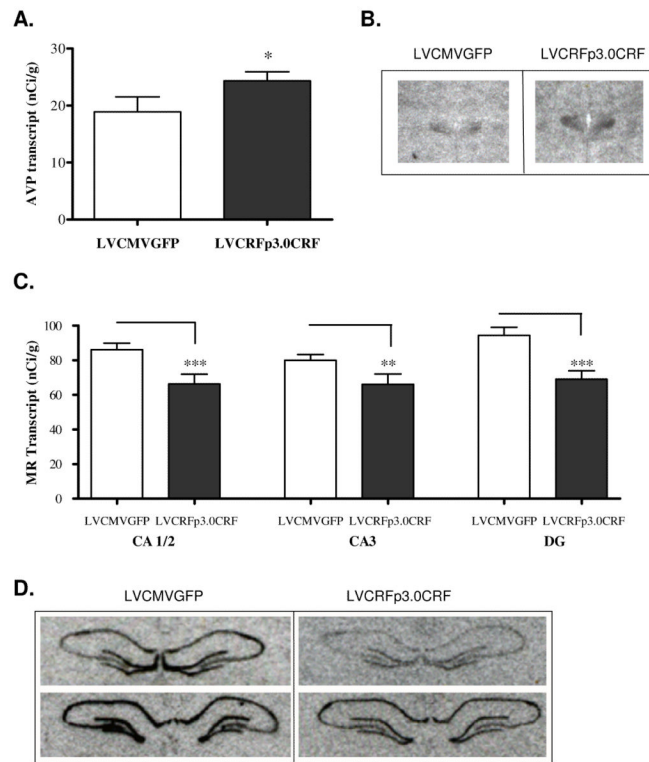 A.
30
20
10
0
AVP transcript (nCi/g)
*
LVCMVGFP LVCRFp3.0CRF
B.
LVCMVGFP LVCRFp3.0CRF
C.
100
80
60
40
20
0
MR Transcript (nCi/g)
*** ** ***
LVCMVGFP LVCRFp3.0CRF LVCMVGFP LVCRFp3.0CRF LVCMVGFP LVCRFp3.0CRF
CA 1/2 CA3 DG
D.
LVCMVGFP LVCRFp3.0CRF